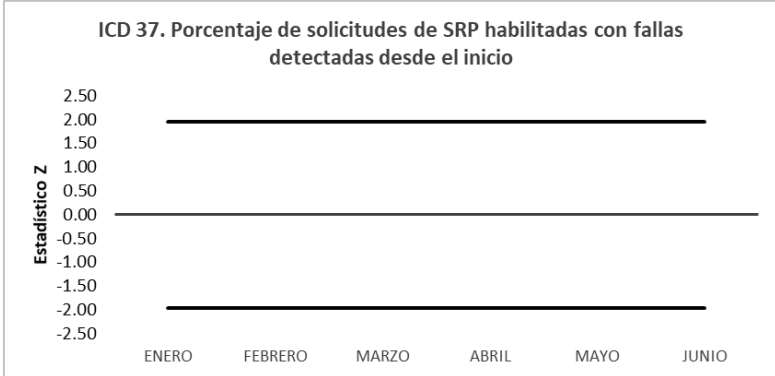 ICD 37. Porcentaje de solicitudes de SRP habilitadas con fallas
detectadas desde el inicio
Estadístico Z
2.50
2.00
1.50
1.00
0.50
0.00
-0.50
-1.00
-1.50
-2.00
-2.50
ENERO FEBRERO MARZO ABRIL MAYO JUNIO